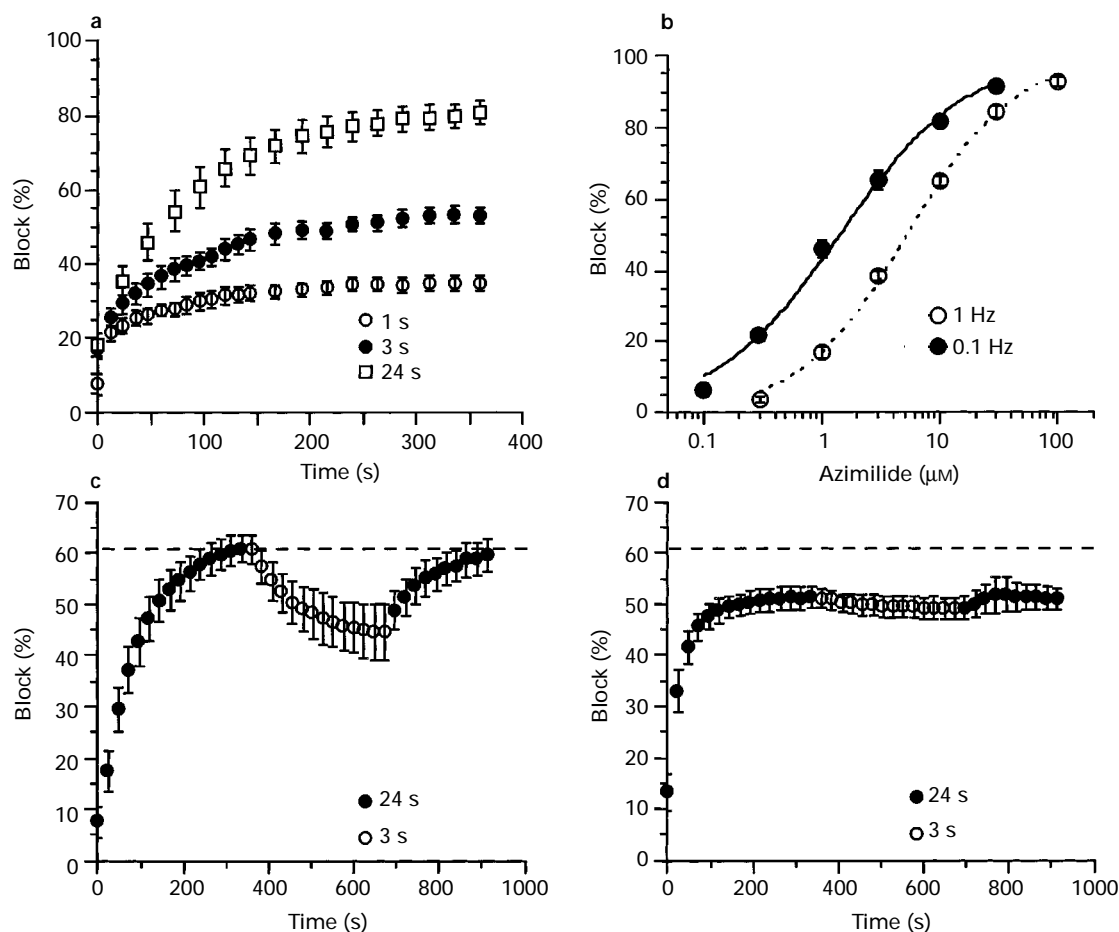 a
100
80
60
40
20
0
Block (%)
1 s
3 s
24 s
0 100 200 300 400
Time (s)
b
100
80
60
40
20
0
Block (%)
1 Hz
0.1 Hz
0.1 1 10 100
Azimilide (μM)
c
70
60
50
40
30
20
10
0
Block (%)
24 s
3 s
0 200 400 600 800 1000
Time (s)
d
70
60
50
40
30
20
10
0
Block (%)
24 s
3 s
0 200 400 600 800 1000
Time (s)